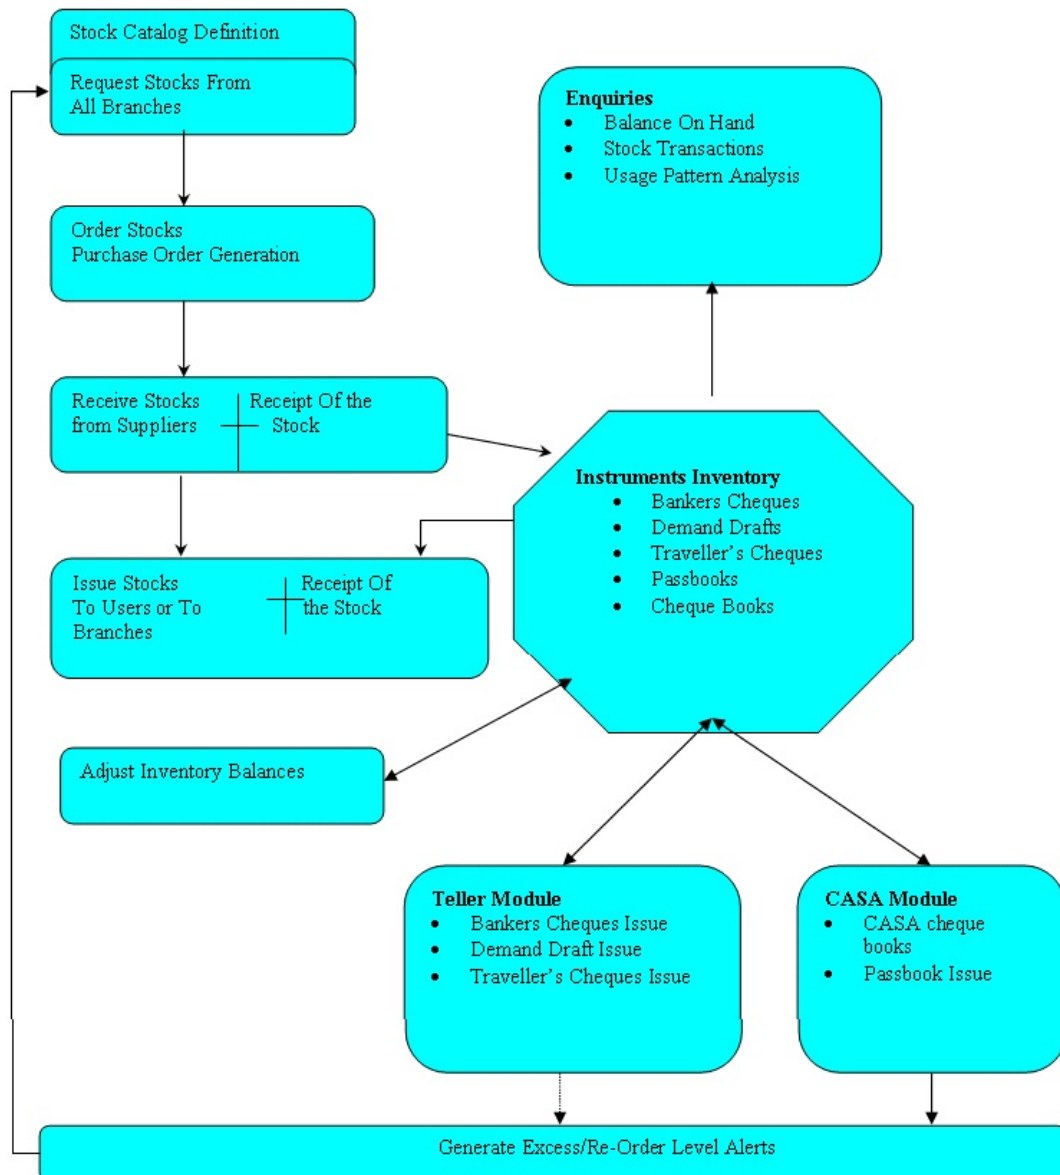 Stock Catalog Definition
Request Stocks From
All Branches
Enquiries
• Balance On Hand
• Stock Transactions
• Usage Pattern Analysis
Order Stocks
Purchase Order Generation
Receive Stocks
from Suppliers
Receipt Of the
Stock
Instruments Inventory
• Bankers Cheques
• Demand Drafts
• Traveller’s Cheques
• Passbooks
• Cheque Books
Issue Stocks
To Users or To
Branches
Receipt Of
the Stock
Adjust Inventory Balances
Teller Module
• Bankers Cheques Issue
• Demand Draft Issue
• Traveller’s Cheques Issue
CASA Module
• CASA cheque
books
• Passbook Issue
Generate Excess/Re-Order Level Alerts